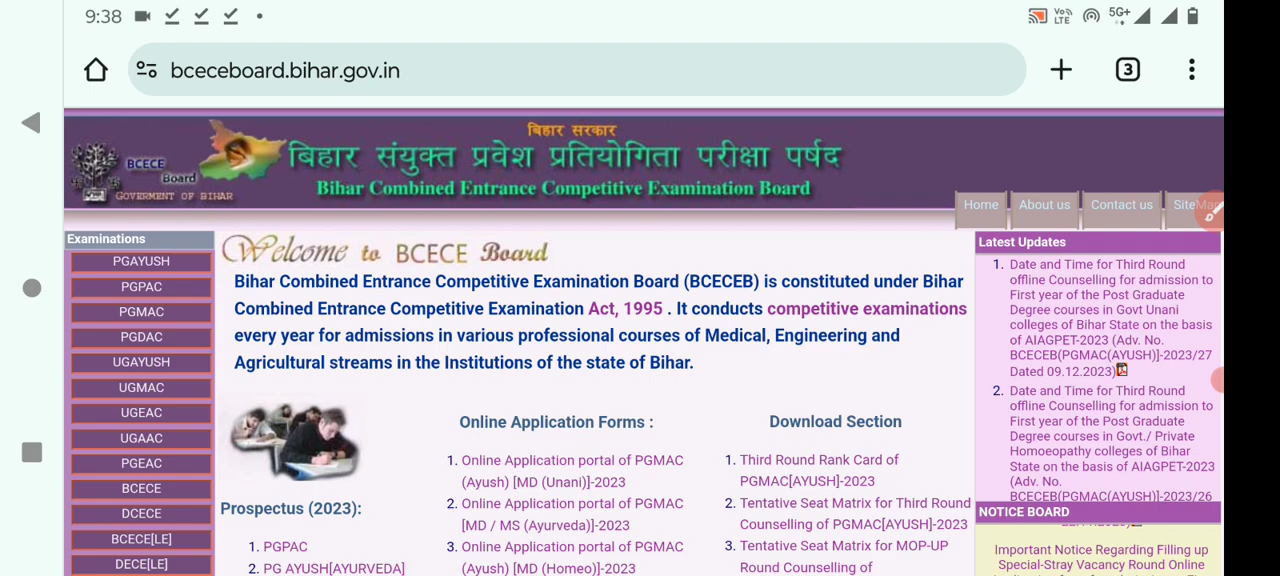 9:38
Vo)) LTE
5G+
bceceboard.bihar.gov.in
3
बिहार सरकार
बिहार संयुक्त प्रवेश प्रतियोगिता परीक्षा पर्षद
BCECE
Board
GOVERMENT OF BIHAR
Bihar Combined Entrance Competitive Examination Board
Home
About us
Contact us
SiteMap
Examinations
PGAYUSH
PGPAC
PGMAC
PGDAC
UGAYUSH
UGMAC
UGEAC
UGAAC
PGEAC
BCECE
DCECE
BCECE[LE]
DECE[LE]
Welcome to BCECE Board
Bihar Combined Entrance Competitive Examination Board (BCECEB) is constituted under Bihar
Combined Entrance Competitive Examination Act, 1995 . It conducts competitive examinations
every year for admissions in various professional courses of Medical, Engineering and
Agricultural streams in the Institutions of the state of Bihar.
Prospectus (2023):
1. PGPAC
2. PG AYUSH[AYURVEDA]
Online Application Forms :
1. Online Application portal of PGMAC
(Ayush) [MD (Unani)]-2023
2. Online Application portal of PGMAC
[MD / MS (Ayurveda)]-2023
3. Online Application portal of PGMAC
(Ayush) [MD (Homeo)]-2023
Download Section
1. Third Round Rank Card of
PGMAC[AYUSH]-2023
2. Tentative Seat Matrix for Third Round
Counselling of PGMAC[AYUSH]-2023
3. Tentative Seat Matrix for MOP-UP
Round Counselling of
Latest Updates
1. Date and Time for Third Round
offline Counselling for admission to
First year of the Post Graduate
Degree courses in Govt Unani
colleges of Bihar State on the basis
of AIAGPET-2023 (Adv. No.
BCECEB(PGMAC(AYUSH)]-2023/27
Dated 09.12.2023)
2. Date and Time for Third Round
offline Counselling for admission to
First year of the Post Graduate
Degree courses in Govt./ Private
Homoeopathy colleges of Bihar
State on the basis of AIAGPET-2023
(Adv. No.
BCECEB(PGMAC(AYUSH)]-2023/26
NOTICE BOARD
Important Notice Regarding Filling up
Special-Stray Vacancy Round Online